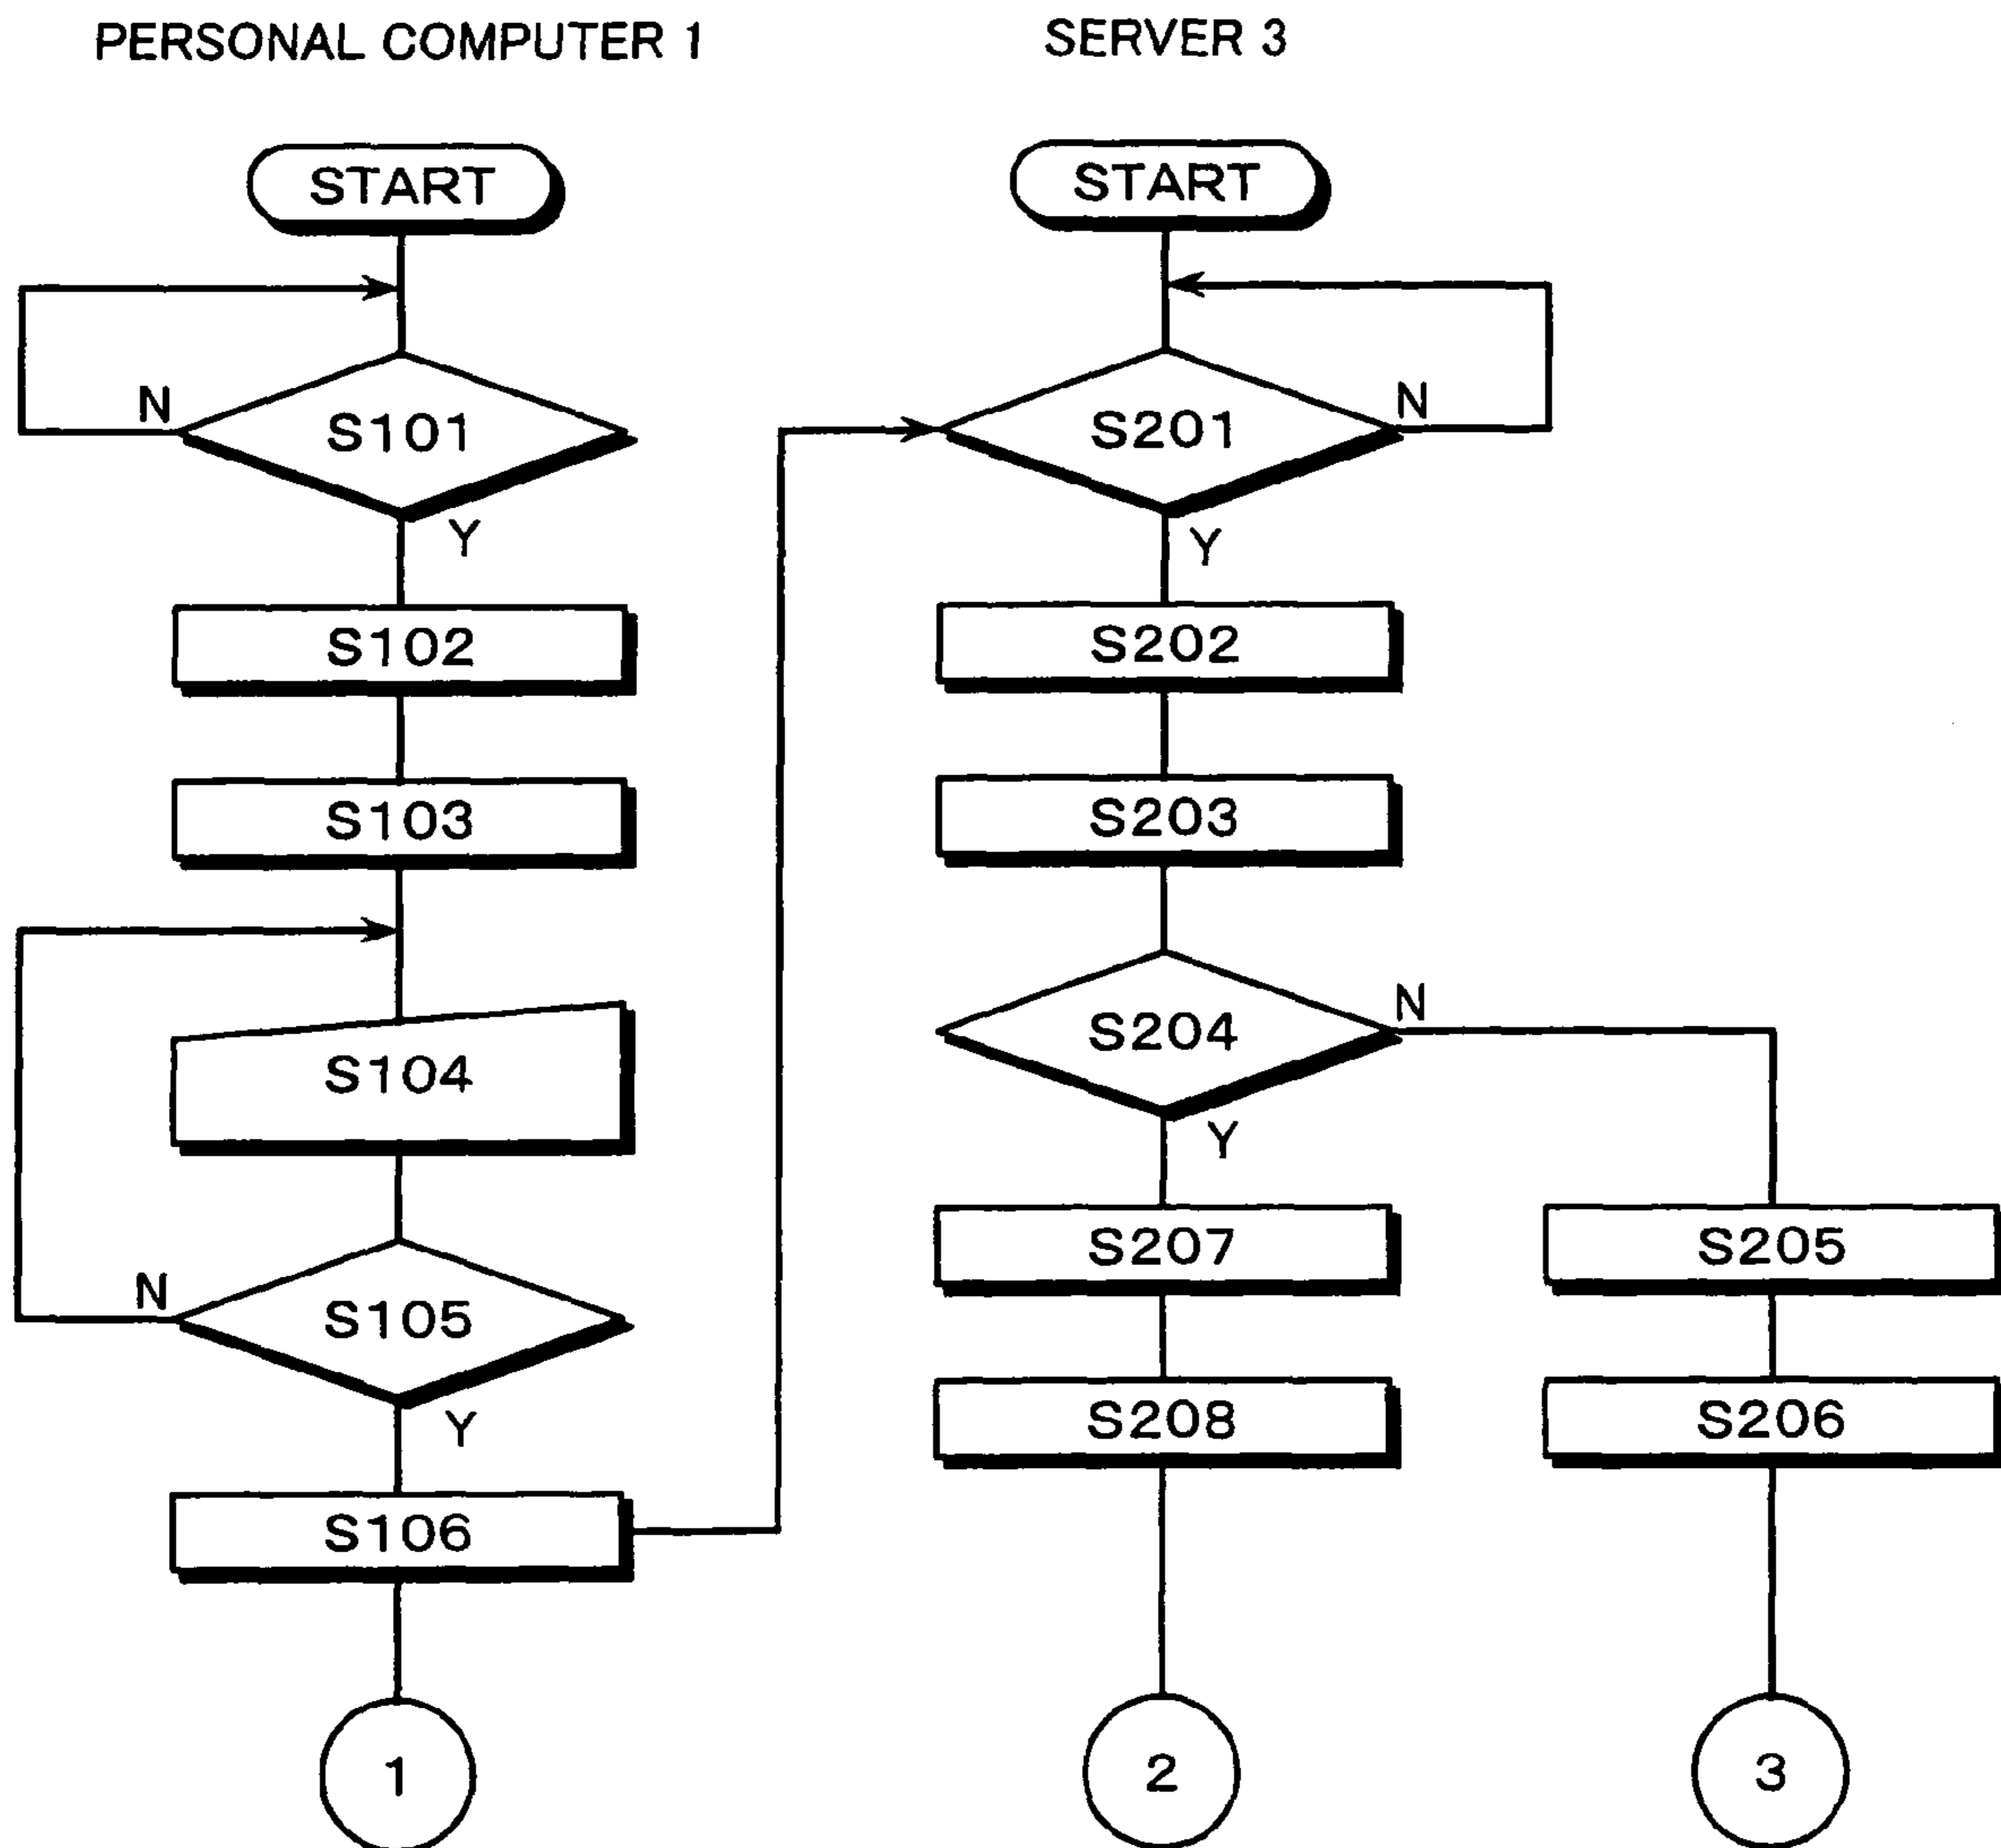 PERSONAL COMPUTER 1
START
N
S101
Y
S102
S103
S104
N
S105
Y
S106
1
SERVER 3
START
S201
N
Y
S202
S203
S204
N
Y
S207
S208
2
S205
S206
3